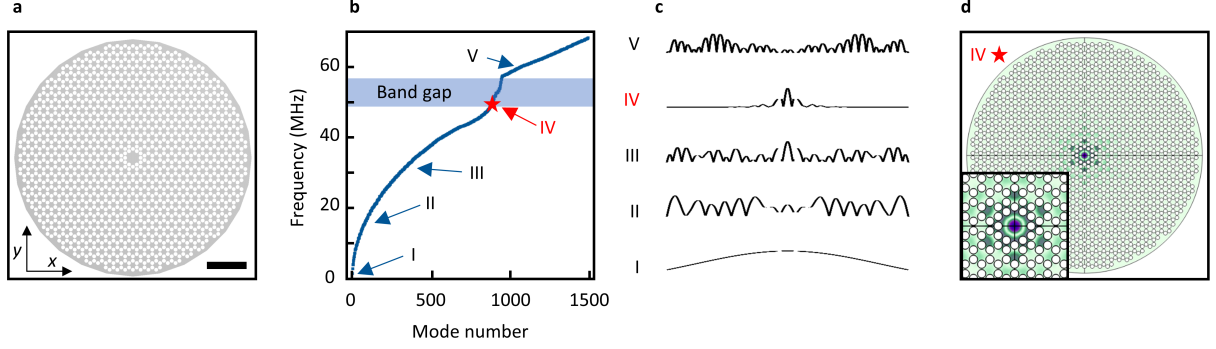 a
b
c
d
y
x
Frequency (MHz)
60
40
20
0
Band gap
V
IV
III
II
I
0
500
1000
1500
Mode number
V
IV
III
II
I
IV